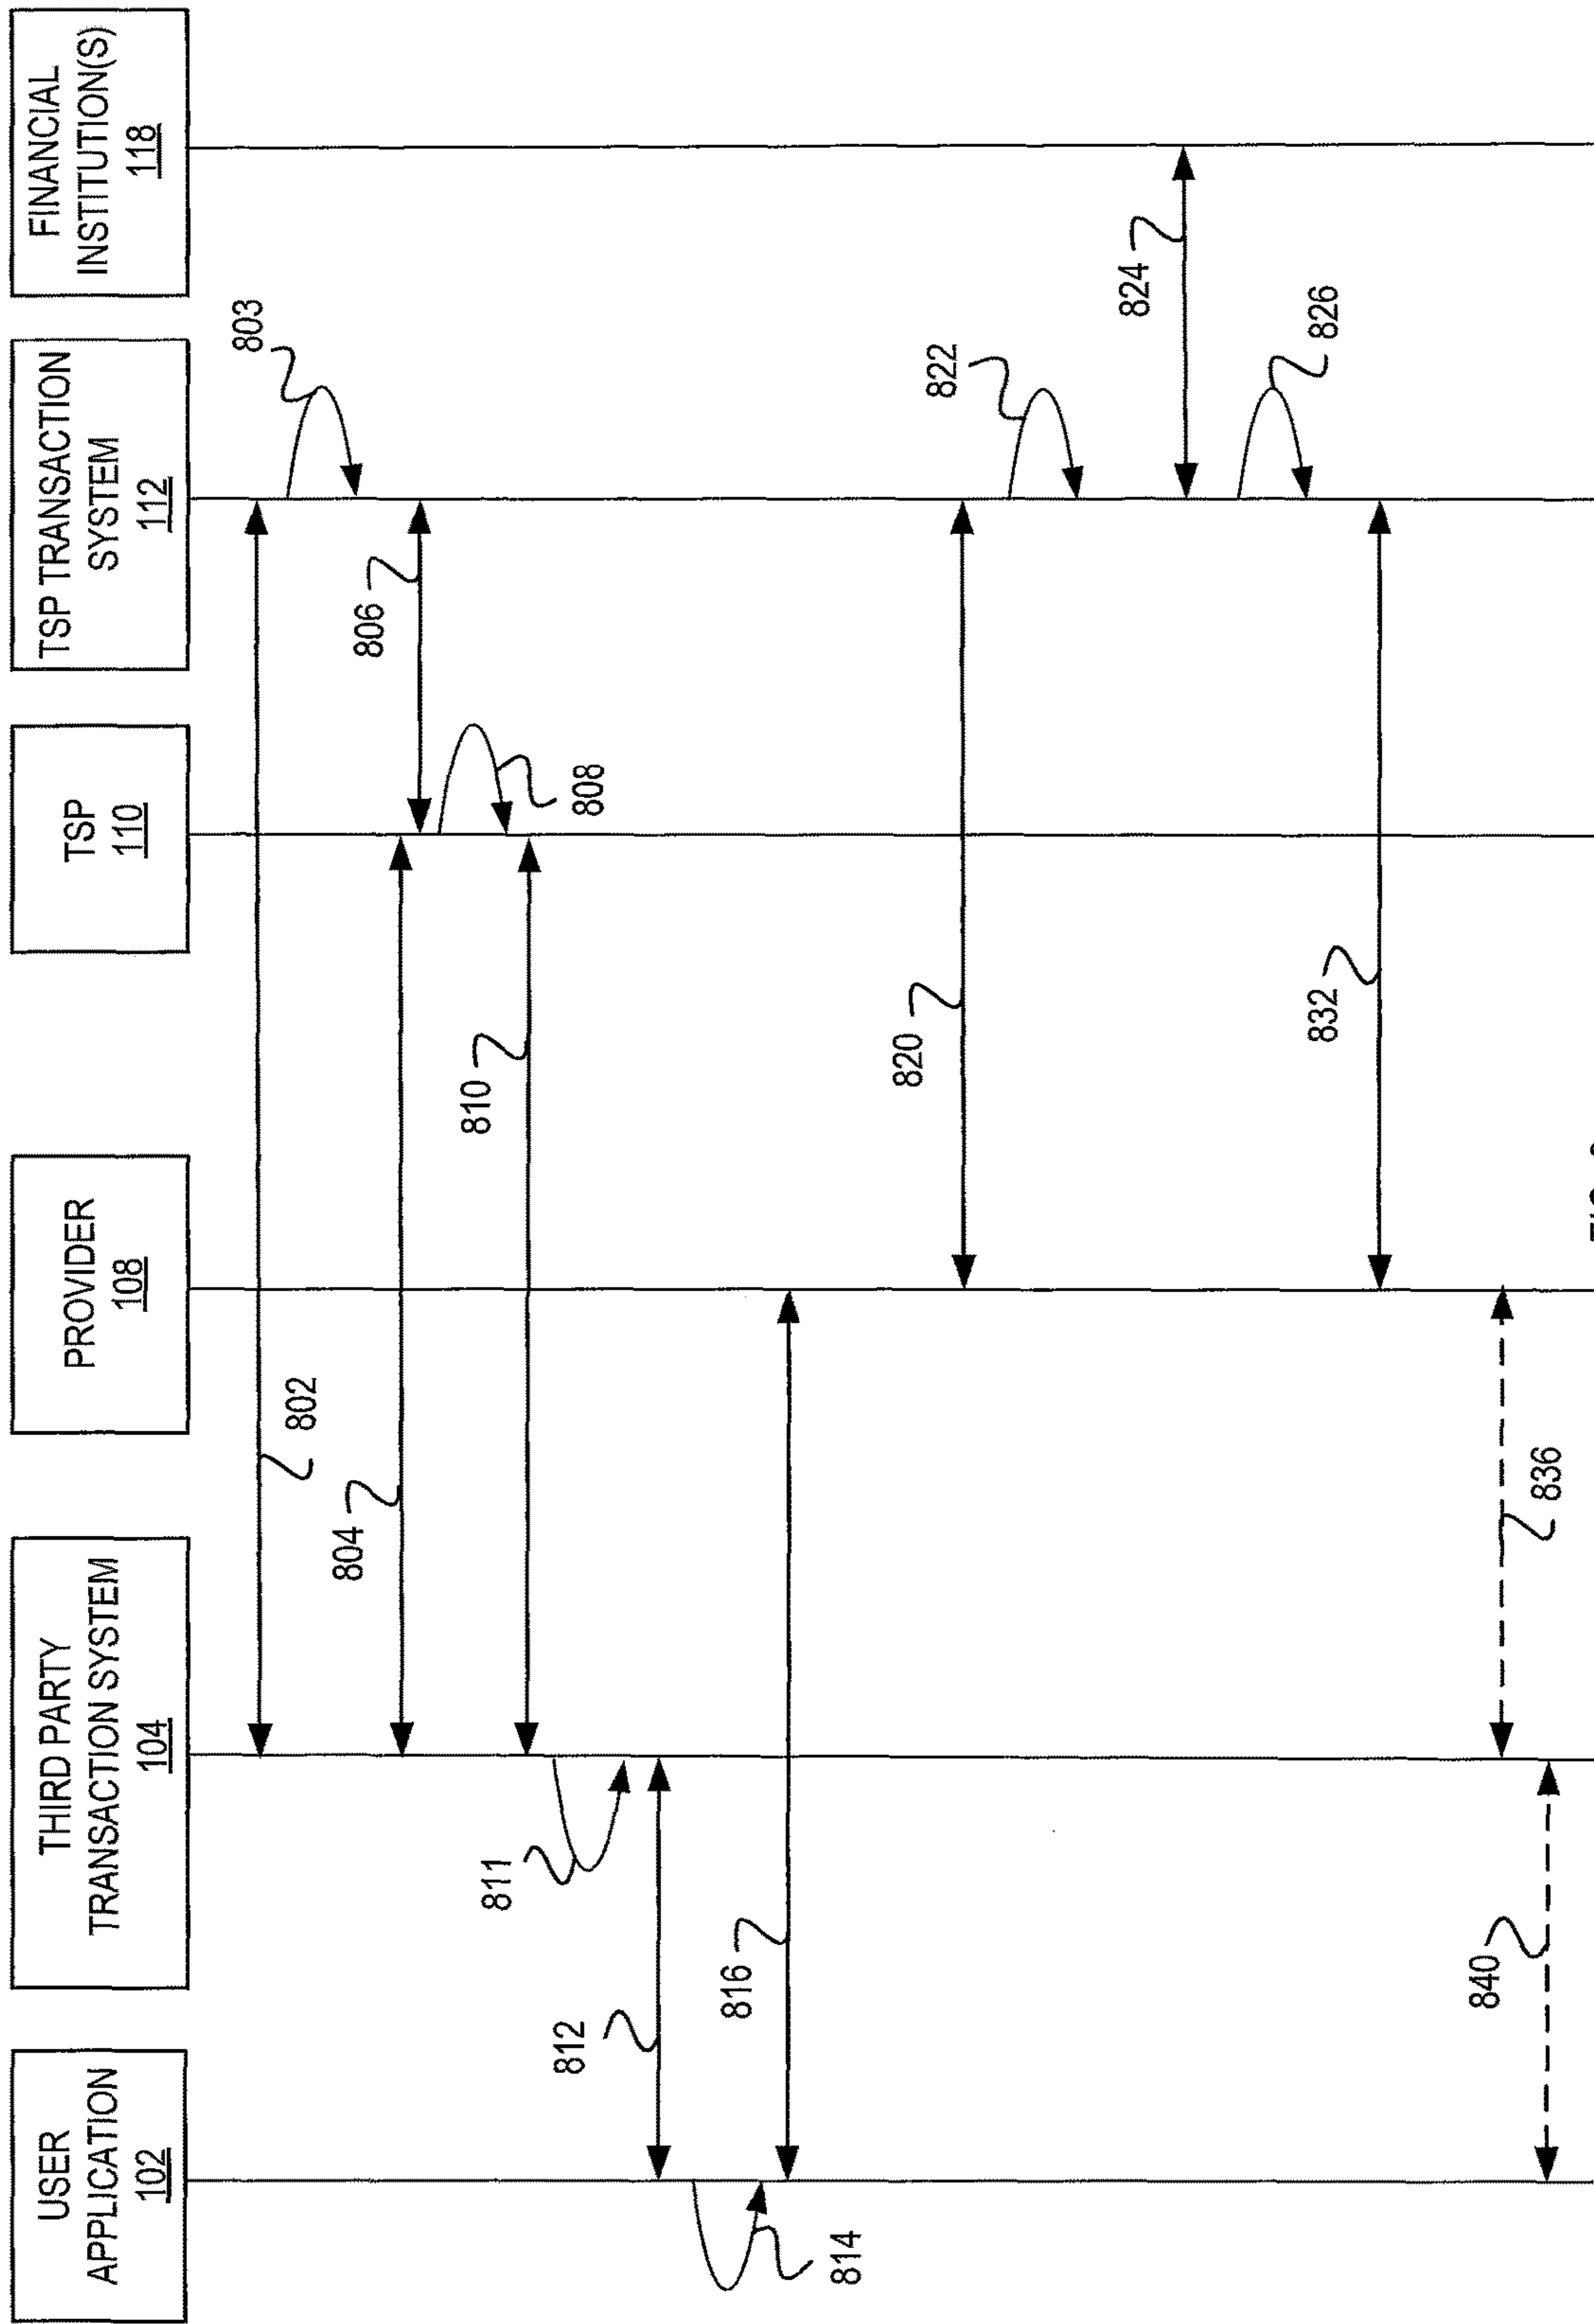 USER
APPLICATION
102
THIRD PARTY
TRANSACTION SYSTEM
104
PROVIDER
108
TSP
110
TSP TRANSACTION
SYSTEM
112
FINANCIAL
INSTITUTION(S)
118
802
803
804
806
808
810
811
812
814
816
820
822
824
826
832
836
840